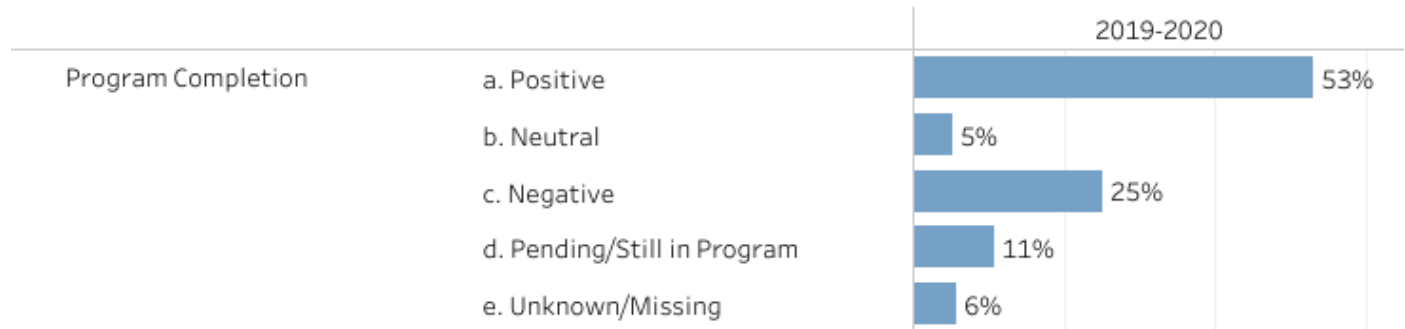 2019-2020
Program Completion a. Positive 53%
b. Neutral 5%
c. Negative 25%
d. Pending/Still in Program 11%
e. Unknown/Missing 6%